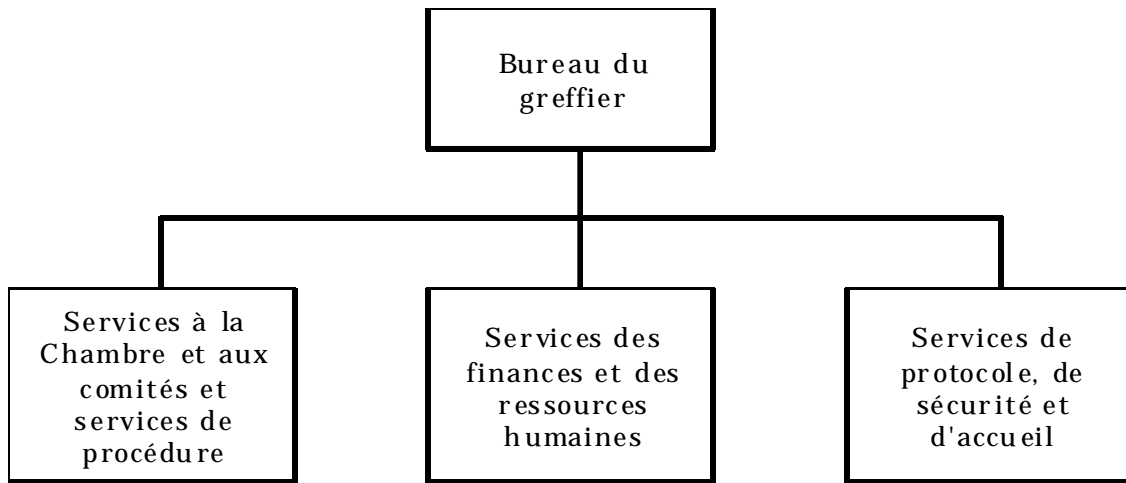 Bureau du
greffier
Services à la
Chambre et aux
comités et
services de
procédure
Services des
finances et des
ressources
humaines
Services de
protocole, de
sécurité et
d'accueil